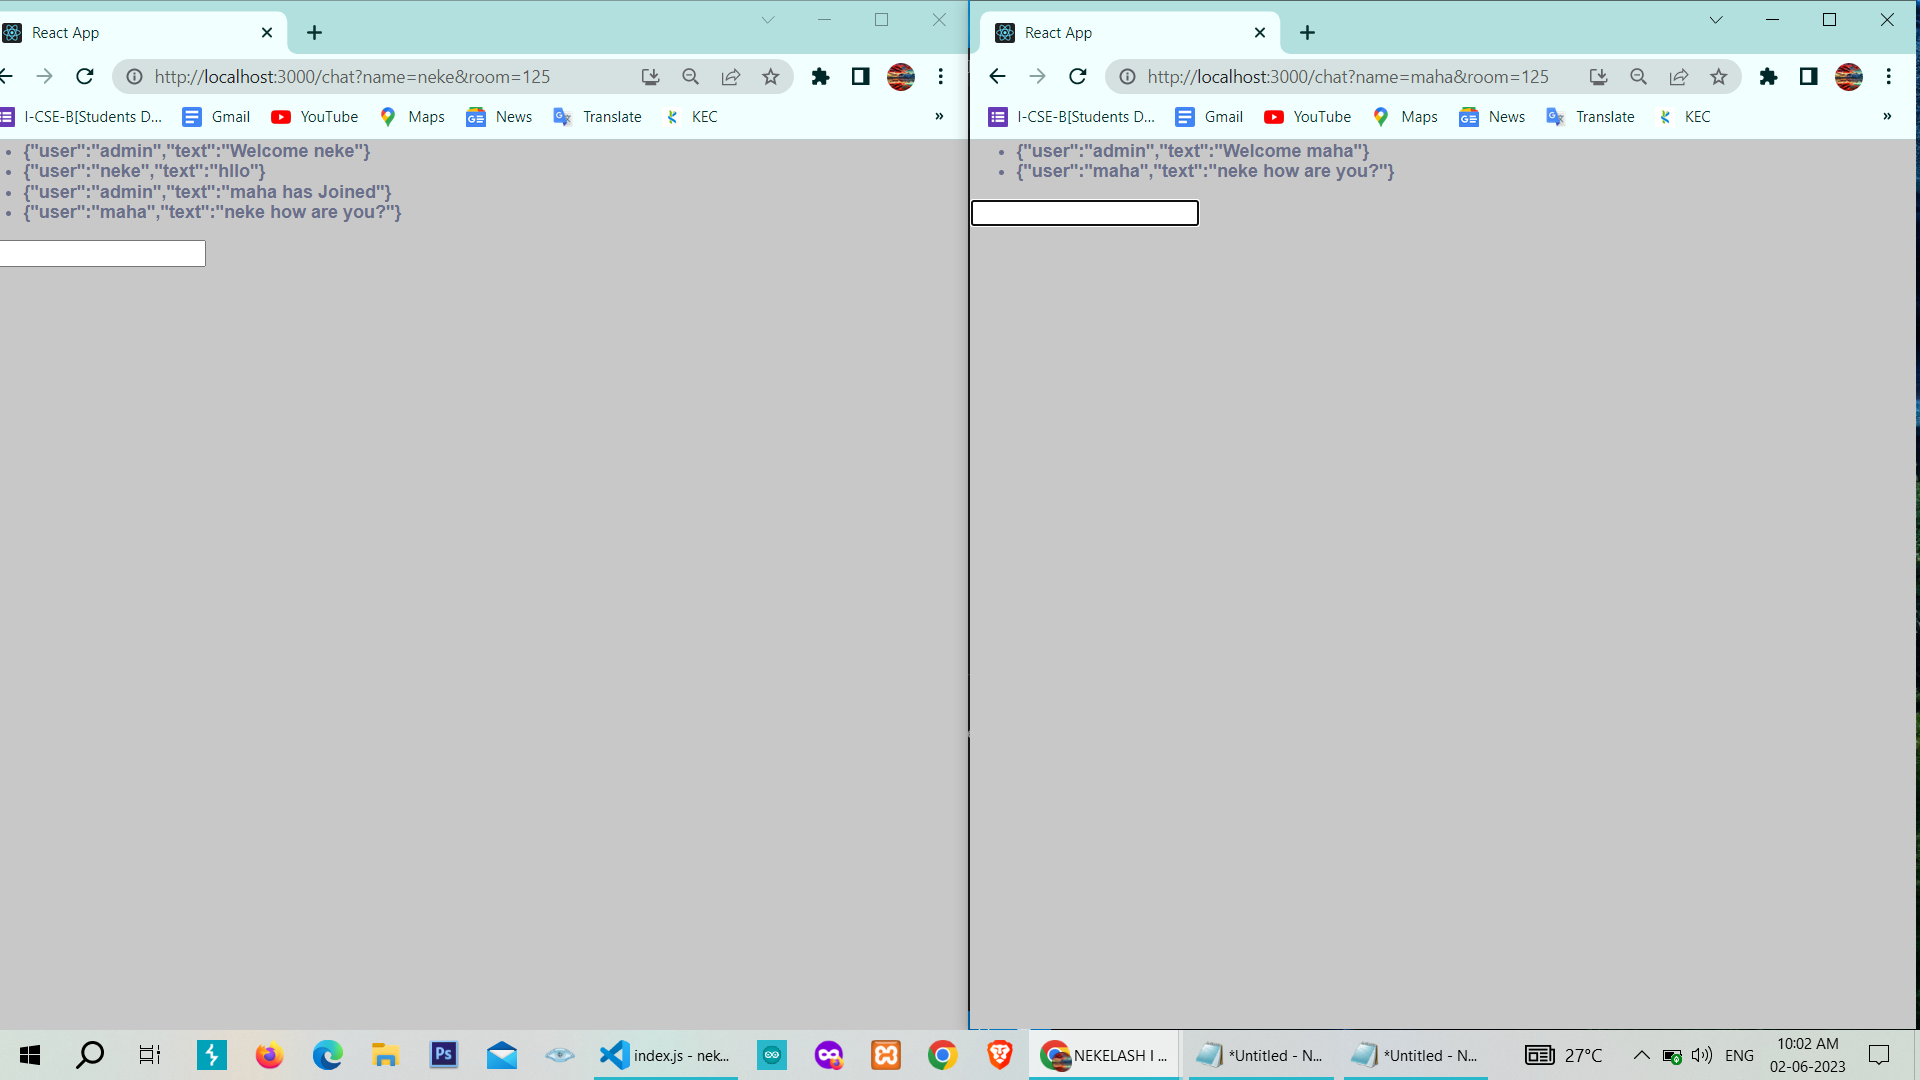 React App
http://localhost:3000/chat?name=neke&room=125
I-CSE-B[Students D... Gmail YouTube Maps News Translate KEC »
{"user":"admin","text":"Welcome neke"}
{"user":"neke","text":"hllo"}
{"user":"admin","text":"maha has Joined"}
{"user":"maha","text":"neke how are you?"}
React App
http://localhost:3000/chat?name=maha&room=125
I-CSE-B[Students D... Gmail YouTube Maps News Translate KEC »
{"user":"admin","text":"Welcome maha"}
{"user":"maha","text":"neke how are you?"}
Ps index.js - nek... NEKELASH I ... *Untitled - N... *Untitled - N... 27°C ENG 10:02 AM
02-06-2023